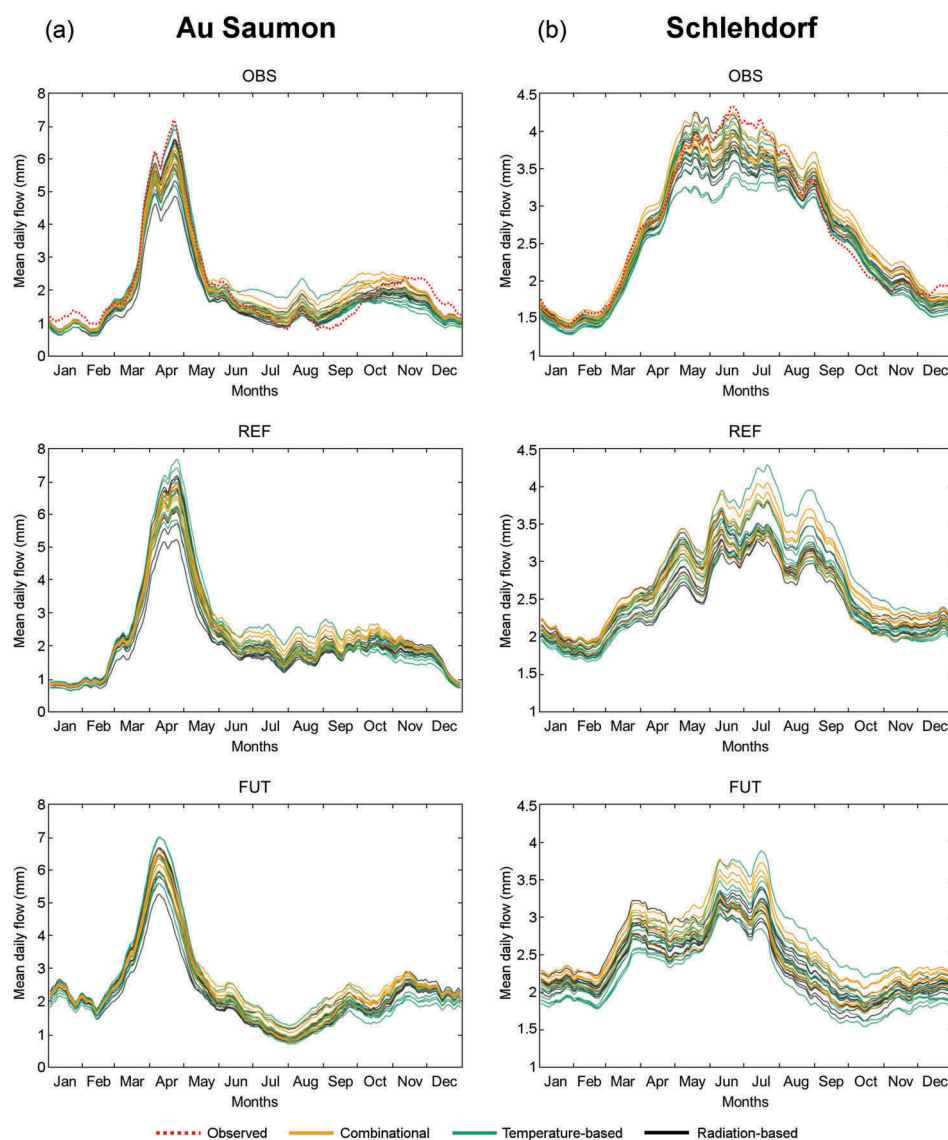 (a) Au Saumon
(b) Schlehdorf
OBS
Mean daily flow (mm)
8
7
6
5
4
3
2
1
0
Jan Feb Mar Apr May Jun Jul Aug Sep Oct Nov Dec
Months
OBS
Mean daily flow (mm)
4.5
4
3.5
3
2.5
2
1.5
1
Jan Feb Mar Apr May Jun Jul Aug Sep Oct Nov Dec
Months
REF
Mean daily flow (mm)
8
7
6
5
4
3
2
1
0
Jan Feb Mar Apr May Jun Jul Aug Sep Oct Nov Dec
Months
REF
Mean daily flow (mm)
4.5
4
3.5
3
2.5
2
1.5
1
Jan Feb Mar Apr May Jun Jul Aug Sep Oct Nov Dec
Months
FUT
Mean daily flow (mm)
8
7
6
5
4
3
2
1
0
Jan Feb Mar Apr May Jun Jul Aug Sep Oct Nov Dec
Months
FUT
Mean daily flow (mm)
4.5
4
3.5
3
2.5
2
1.5
1
Jan Feb Mar Apr May Jun Jul Aug Sep Oct Nov Dec
Months
Observed Combinational Temperature-based Radiation-based